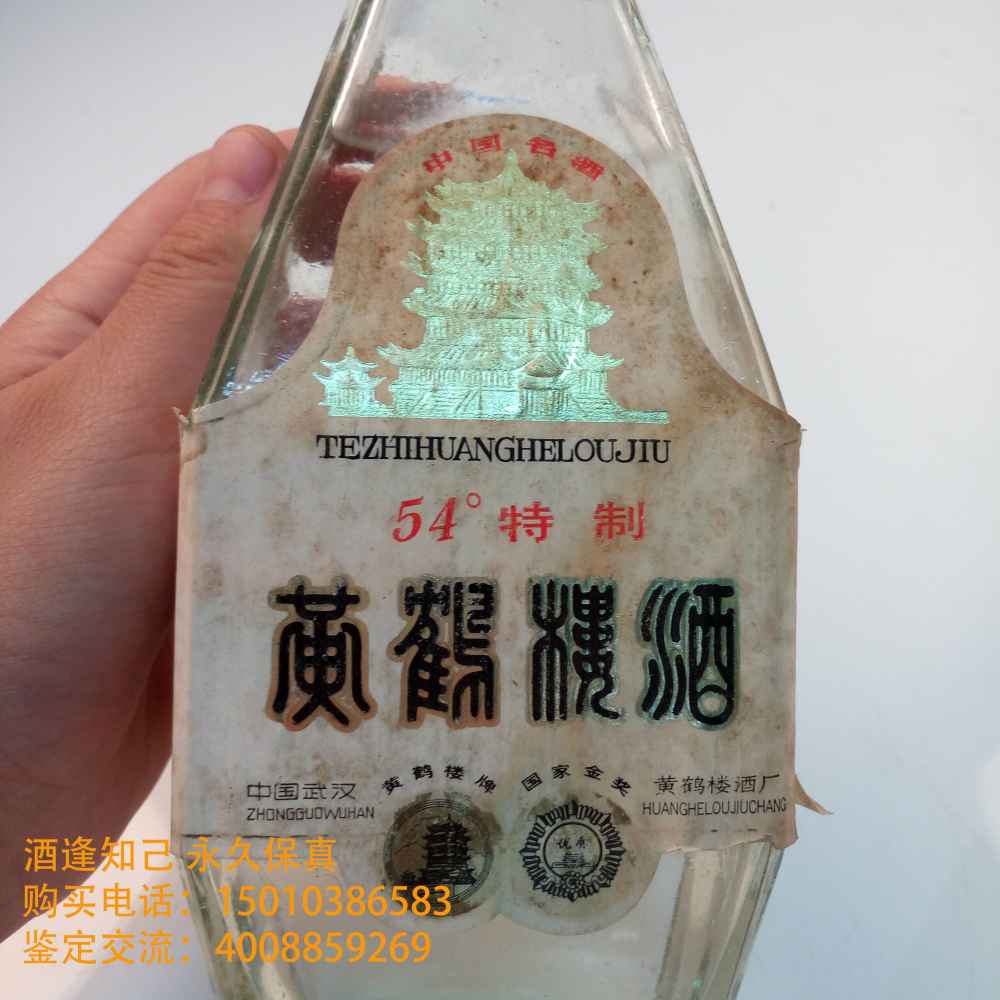 中国名酒
TEZHIHUANGHELOUJIU
54°特制
黄鹤楼酒
黄鹤楼牌 国家金奖
中国武汉 黄鹤楼酒厂
ZHONGGUOWUHAN HUANGHELOUJIUCHANG
优质
酒逢知己 永久保真
购买电话：15010386583
鉴定交流：4008859269